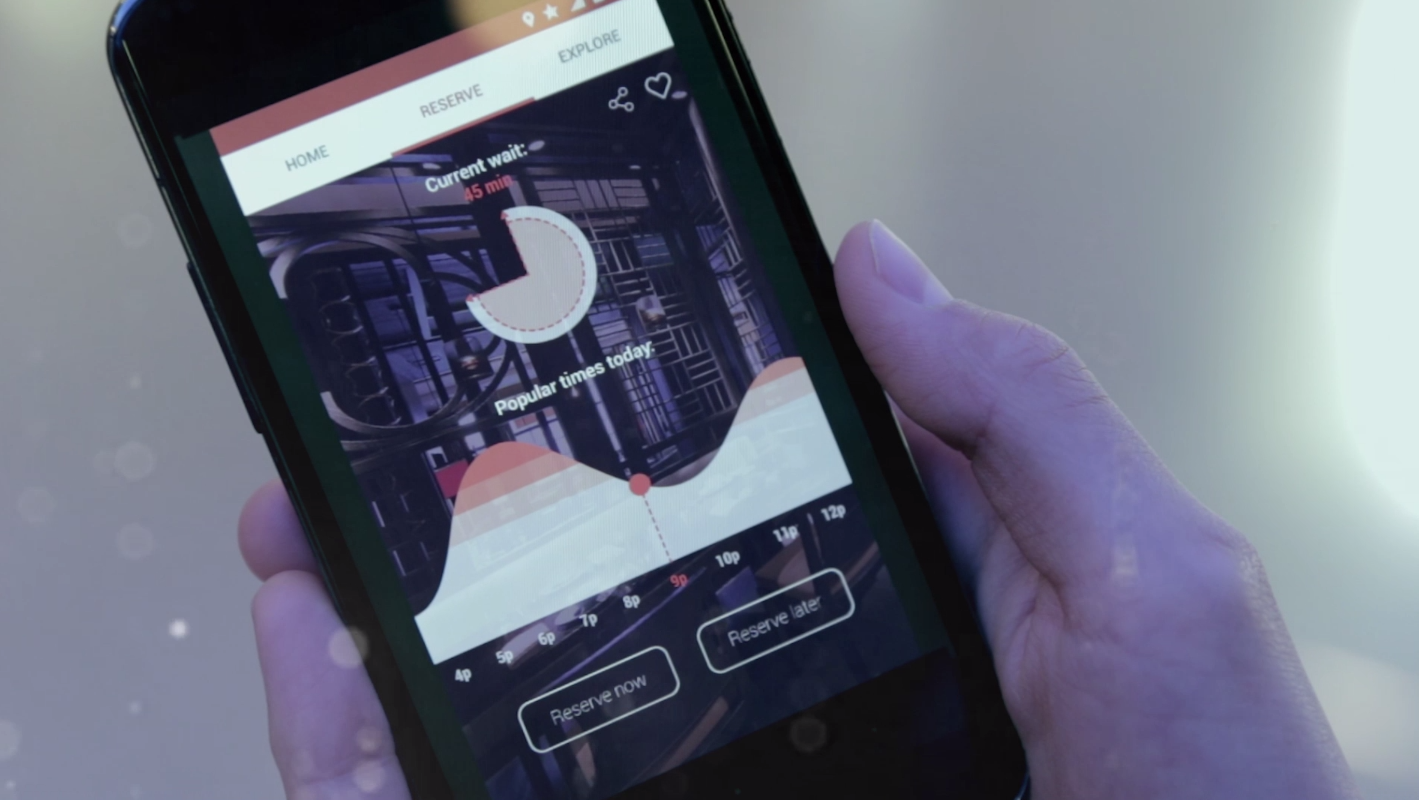 HOME RESERVE EXPLORE
Current wait:
45 min
Popular times today:
4p 5p 6p 7p 8p 9p 10p 11p 12p
Reserve now Reserve later